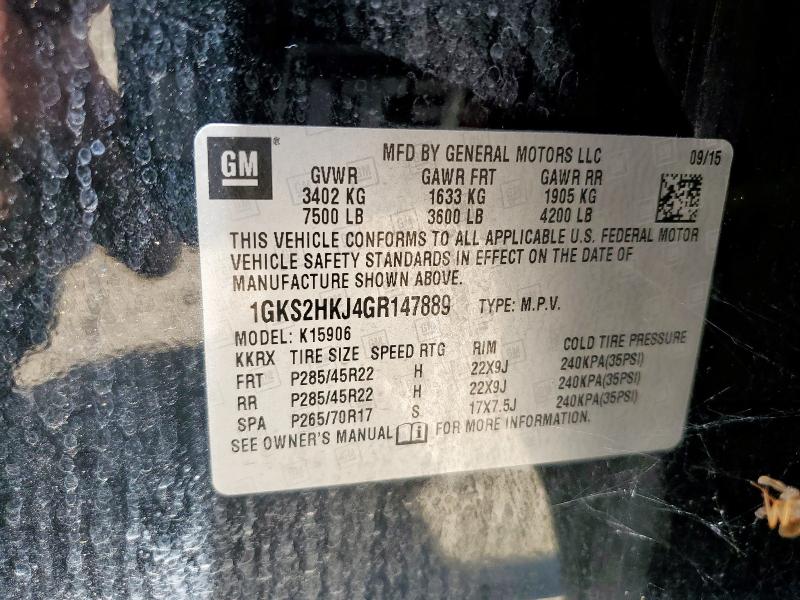 GM
MFD BY GENERAL MOTORS LLC 09/15
GVWR GAWR FRT GAWR RR
3402 KG 1633 KG 1905 KG
7500 LB 3600 LB 4200 LB
THIS VEHICLE CONFORMS TO ALL APPLICABLE U.S. FEDERAL MOTOR
VEHICLE SAFETY STANDARDS IN EFFECT ON THE DATE OF
MANUFACTURE SHOWN ABOVE.
1GKS2HKJ4GR147889 TYPE: M.P.V.
MODEL: K15906
KKRX TIRE SIZE SPEED RTG RIM COLD TIRE PRESSURE
FRT P285/45R22 H 22X9J 240KPA(35PSI)
RR P285/45R22 H 22X9J 240KPA(35PSI)
SPA P265/70R17 S 17X7.5J 240KPA(35PSI)
SEE OWNER'S MANUAL FOR MORE INFORMATION.